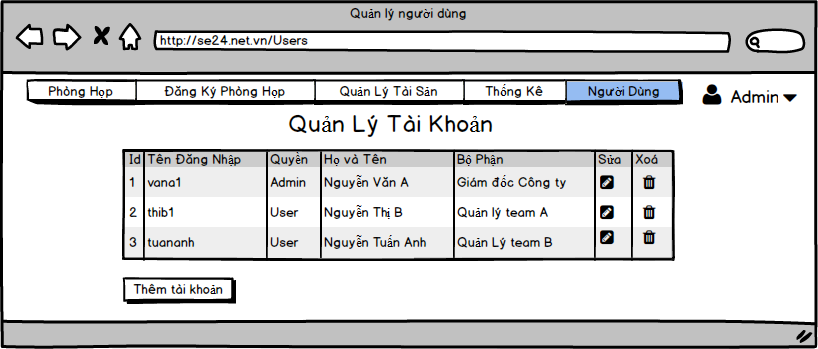 Quản lý người dùng
http://se24.net.vn/Users
Phòng Họp Đăng Ký Phòng Họp Quản Lý Tài Sản Thống Kê Người Dùng Admin
Quản Lý Tài Khoản
Id Tên Đăng Nhập Quyền Họ và Tên Bộ Phận Sửa Xoá
1 vana1 Admin Nguyễn Văn A Giám đốc Công ty
2 thib1 User Nguyễn Thị B Quản lý team A
3 tuananh User Nguyễn Tuấn Anh Quản Lý team B
Thêm tài khoản